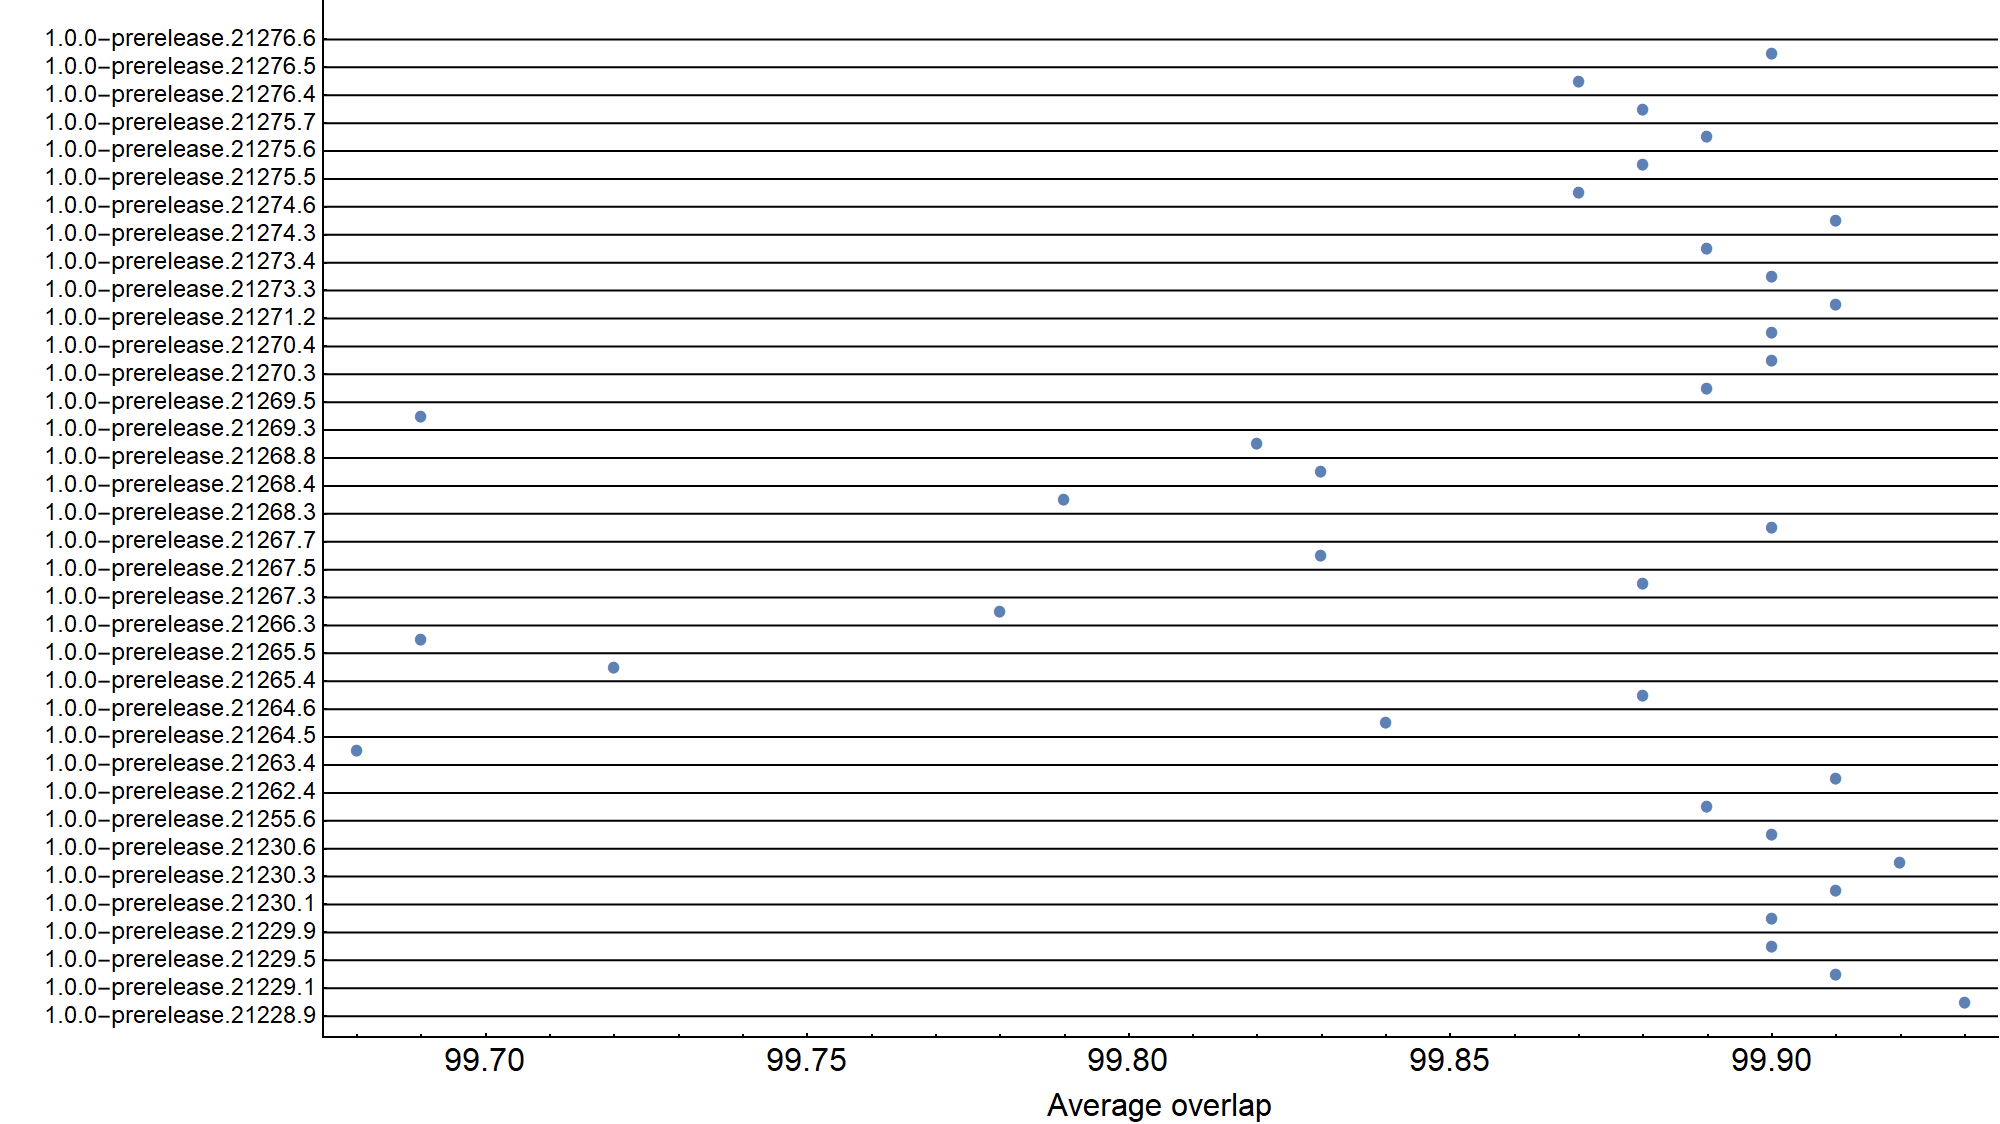 1.0.0−prerelease.21276.6
1.0.0−prerelease.21276.5
1.0.0−prerelease.21276.4
1.0.0−prerelease.21275.7
1.0.0−prerelease.21275.6
1.0.0−prerelease.21275.5
1.0.0−prerelease.21274.6
1.0.0−prerelease.21274.3
1.0.0−prerelease.21273.4
1.0.0−prerelease.21273.3
1.0.0−prerelease.21271.2
1.0.0−prerelease.21270.4
1.0.0−prerelease.21270.3
1.0.0−prerelease.21269.5
1.0.0−prerelease.21269.3
1.0.0−prerelease.21268.8
1.0.0−prerelease.21268.4
1.0.0−prerelease.21268.3
1.0.0−prerelease.21267.7
1.0.0−prerelease.21267.5
1.0.0−prerelease.21267.3
1.0.0−prerelease.21266.3
1.0.0−prerelease.21265.5
1.0.0−prerelease.21265.4
1.0.0−prerelease.21264.6
1.0.0−prerelease.21264.5
1.0.0−prerelease.21263.4
1.0.0−prerelease.21262.4
1.0.0−prerelease.21255.6
1.0.0−prerelease.21230.6
1.0.0−prerelease.21230.3
1.0.0−prerelease.21230.1
1.0.0−prerelease.21229.9
1.0.0−prerelease.21229.5
1.0.0−prerelease.21229.1
1.0.0−prerelease.21228.9
99.70 99.75 99.80 99.85 99.90
Average overlap